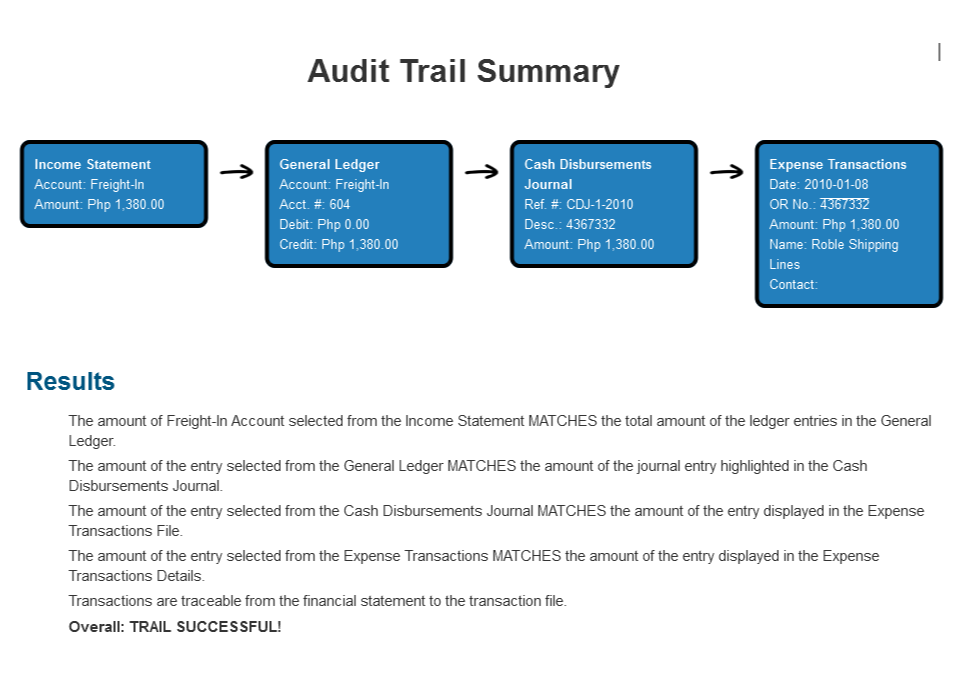 Audit Trail Summary
Income Statement
Account: Freight-In
Amount: Php 1,380.00
General Ledger
Account: Freight-In
Acct. #: 604
Debit: Php 0.00
Credit: Php 1,380.00
Cash Disbursements
Journal
Ref. #: CDJ-1-2010
Desc.: 4367332
Amount: Php 1,380.00
Expense Transactions
Date: 2010-01-08
OR No.: 4367332
Amount: Php 1,380.00
Name: Roble Shipping
Lines
Contact:
Results
The amount of Freight-In Account selected from the Income Statement MATCHES the total amount of the ledger entries in the General
Ledger.
The amount of the entry selected from the General Ledger MATCHES the amount of the journal entry highlighted in the Cash
Disbursements Journal.
The amount of the entry selected from the Cash Disbursements Journal MATCHES the amount of the entry displayed in the Expense
Transactions File.
The amount of the entry selected from the Expense Transactions MATCHES the amount of the entry displayed in the Expense
Transactions Details.
Transactions are traceable from the financial statement to the transaction file.
Overall: TRAIL SUCCESSFUL!